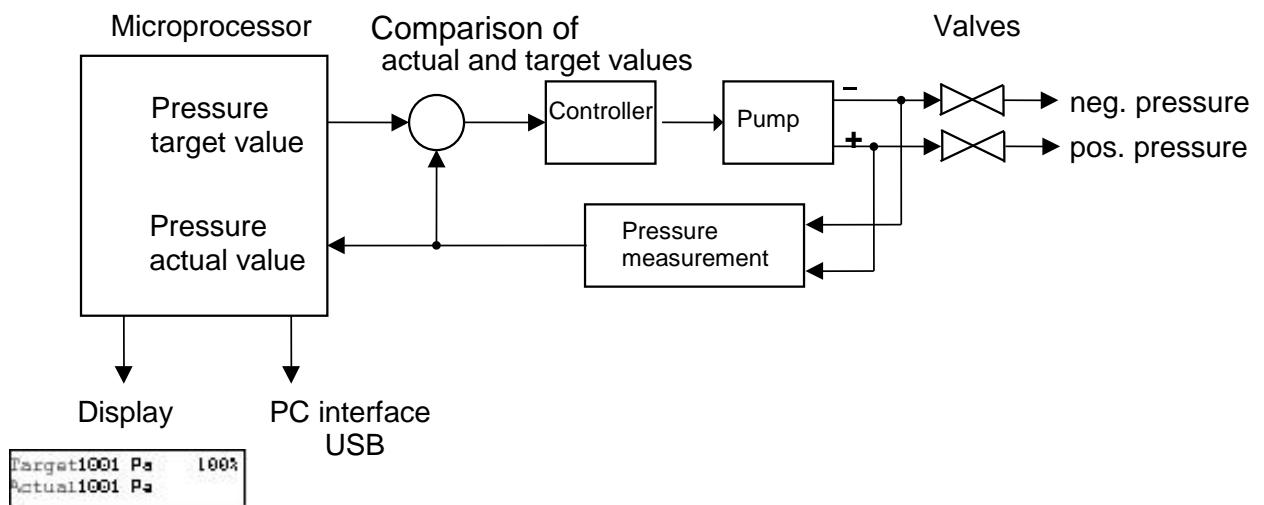 Microprocessor
Comparison of
actual and target values
Valves
Pressure
target value
Controller
Pump
−
+
neg. pressure
pos. pressure
Pressure
actual value
Pressure
measurement
Display
PC interface
USB
Target1001 Pa 100%
Actual1001 Pa